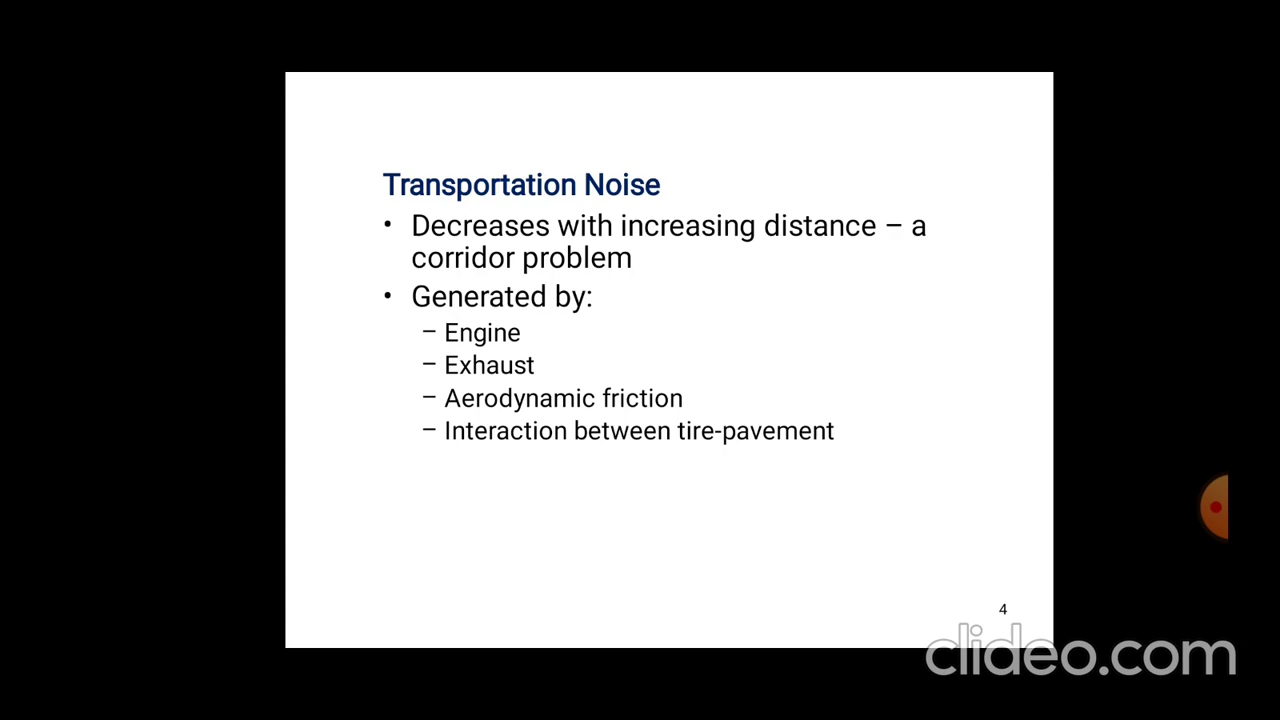 Transportation Noise
• Decreases with increasing distance – a
corridor problem
• Generated by:
– Engine
– Exhaust
– Aerodynamic friction
– Interaction between tire-pavement
4
clideo.com